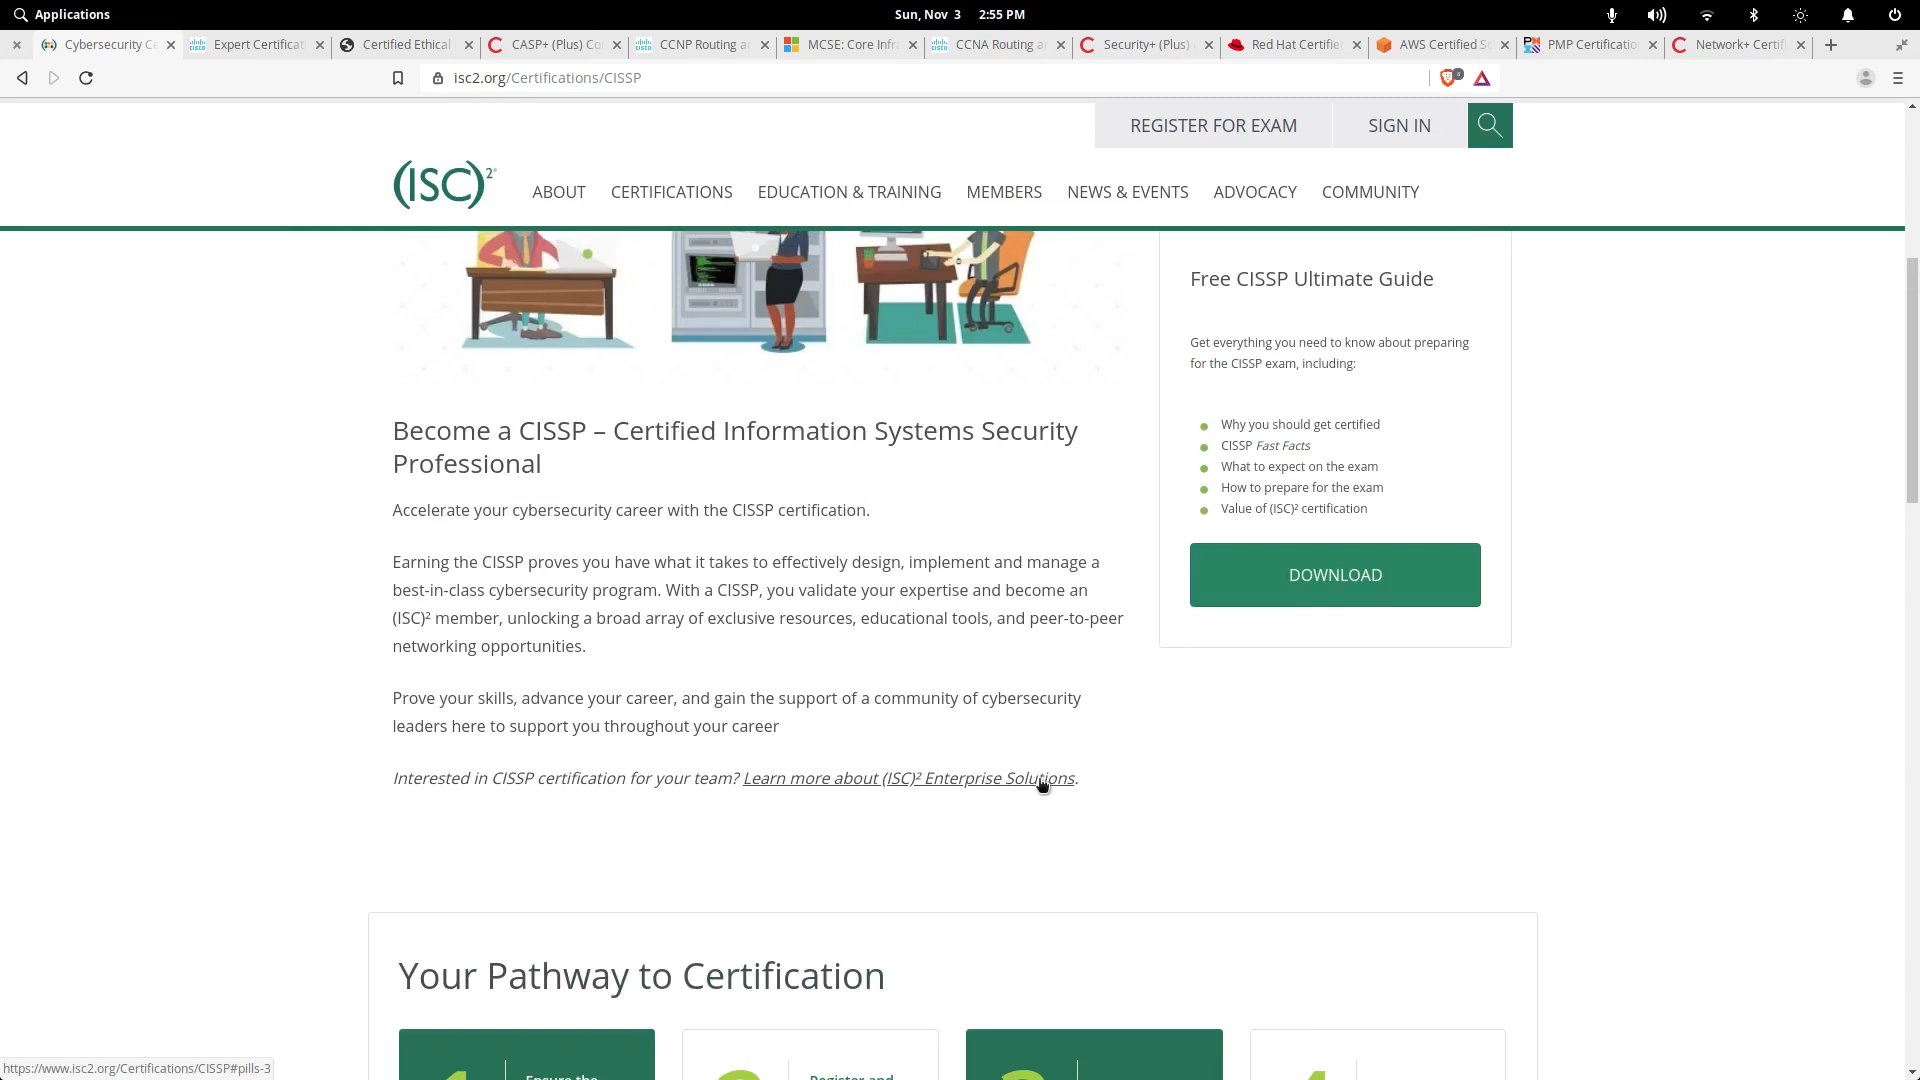 Applications
Sun, Nov 3 2:55 PM
Cybersecurity Ce
Expert Certificat
Certified Ethical
CASP+ (Plus) Co
CCNP Routing a
MCSE: Core Infra
CCNA Routing a
Security+ (Plus)
Red Hat Certifie
AWS Certified S
PMP Certificatio
Network+ Certif
isc2.org/Certifications/CISSP
REGISTER FOR EXAM
SIGN IN
(ISC)²®
ABOUT
CERTIFICATIONS
EDUCATION & TRAINING
MEMBERS
NEWS & EVENTS
ADVOCACY
COMMUNITY
Become a CISSP – Certified Information Systems Security
Professional
Accelerate your cybersecurity career with the CISSP certification.
Earning the CISSP proves you have what it takes to effectively design, implement and manage a
best-in-class cybersecurity program. With a CISSP, you validate your expertise and become an
(ISC)² member, unlocking a broad array of exclusive resources, educational tools, and peer-to-peer
networking opportunities.
Prove your skills, advance your career, and gain the support of a community of cybersecurity
leaders here to support you throughout your career
Interested in CISSP certification for your team? Learn more about (ISC)² Enterprise Solutions.
Free CISSP Ultimate Guide
Get everything you need to know about preparing
for the CISSP exam, including:
Why you should get certified
CISSP Fast Facts
What to expect on the exam
How to prepare for the exam
Value of (ISC)² certification
DOWNLOAD
Your Pathway to Certification
1
Ensure the
2
Register and
3
4
https://www.isc2.org/Certifications/CISSP#pills-3